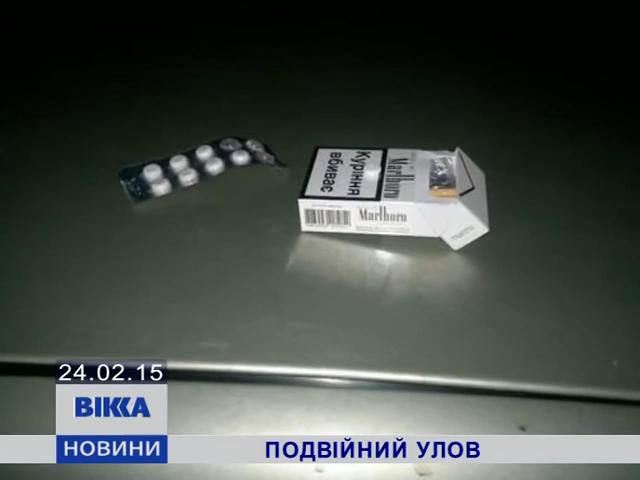 Куріння
вбиває
Marlboro
Marlboro
24.02.15
ВІККА
НОВИНИ
ПОДВІЙНИЙ УЛОВ